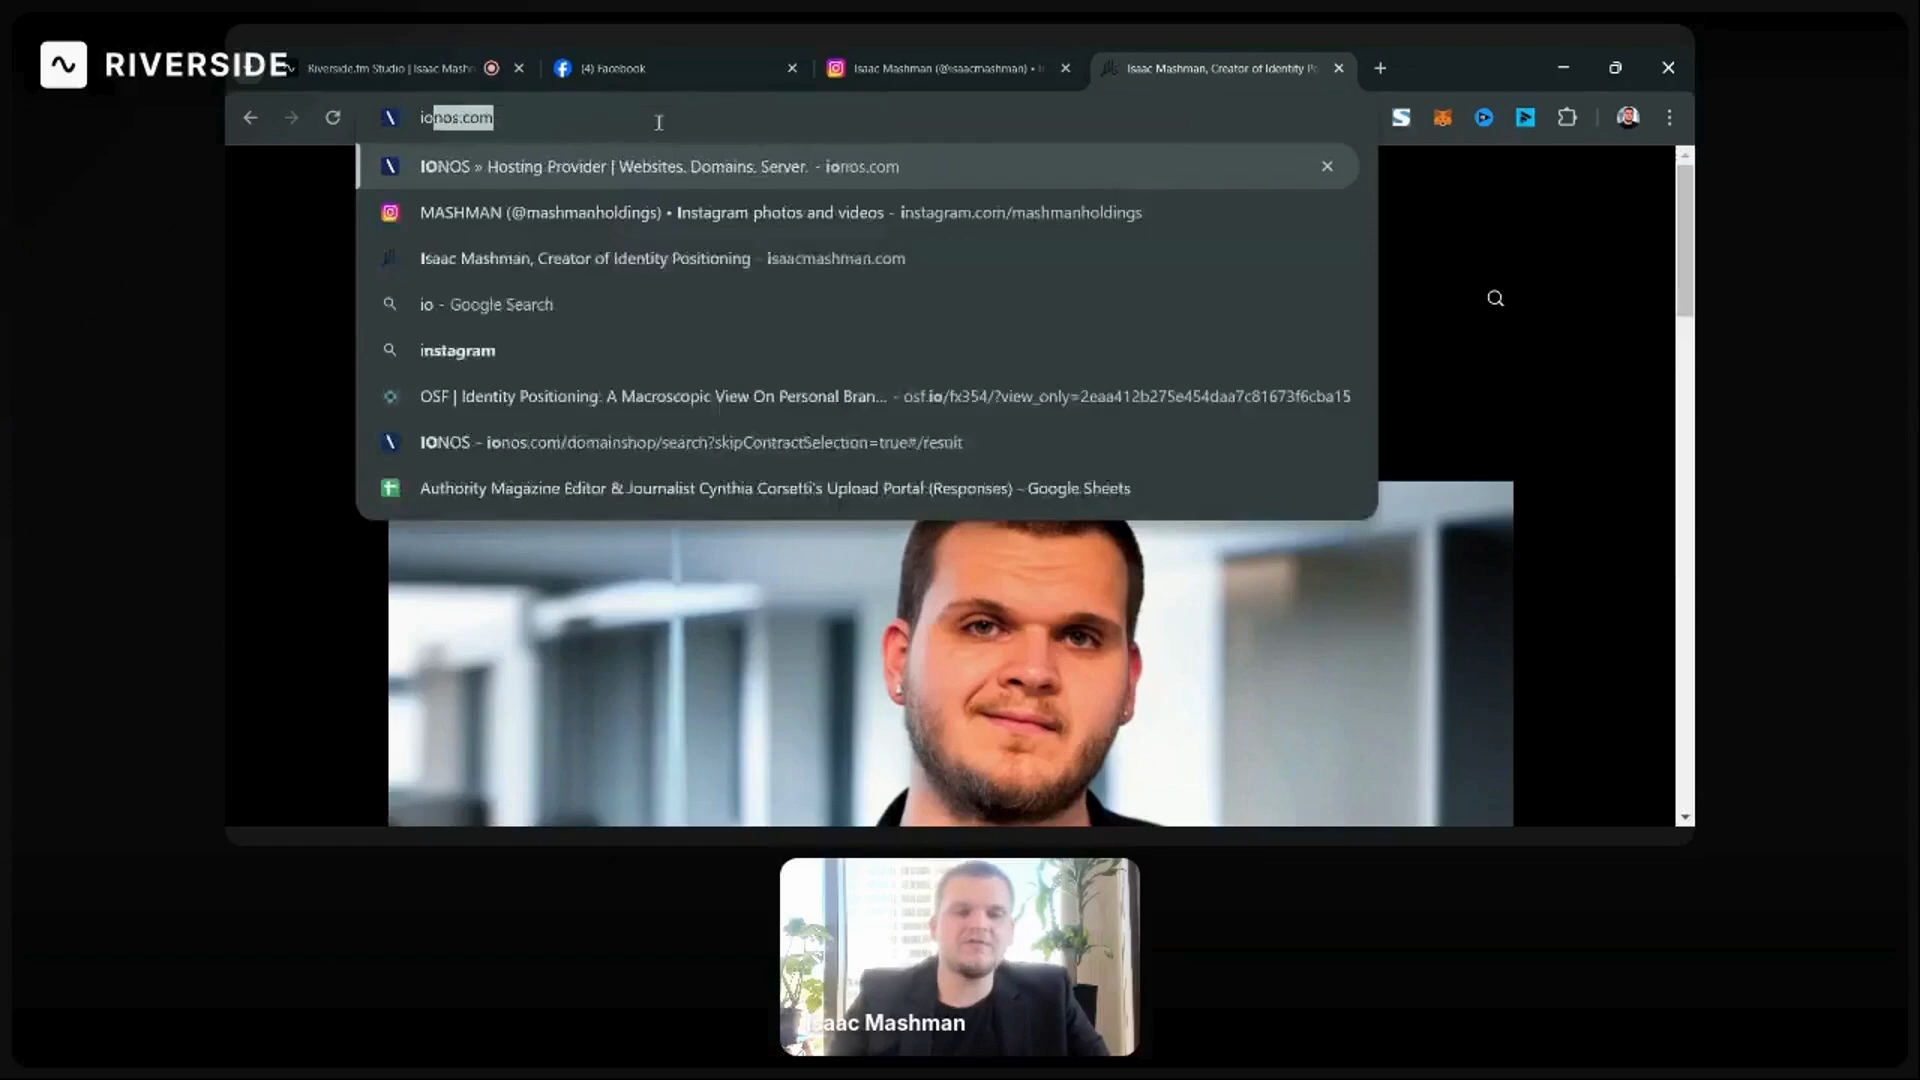 RIVERSIDE
Riverside.fm Studio | Isaac Mash
(4) Facebook
Isaac Mashman (@isaacmashman) •
Isaac Mashman, Creator of Identity P
ionos.com
IONOS » Hosting Provider | Websites. Domains. Server. - ionos.com
MASHMAN (@mashmanholdings) • Instagram photos and videos - instagram.com/mashmanholdings
Isaac Mashman, Creator of Identity Positioning - isaacmashman.com
io - Google Search
instagram
OSF | Identity Positioning: A Macroscopic View On Personal Bran... - osf.io/fx354/?view_only=2eaa412b275e454daa7c81673f6cba15
IONOS - ionos.com/domainshop/search?skipContractSelection=true#/result
Authority Magazine Editor & Journalist Cynthia Corsetti's Upload Portal (Responses) - Google Sheets
Isaac Mashman